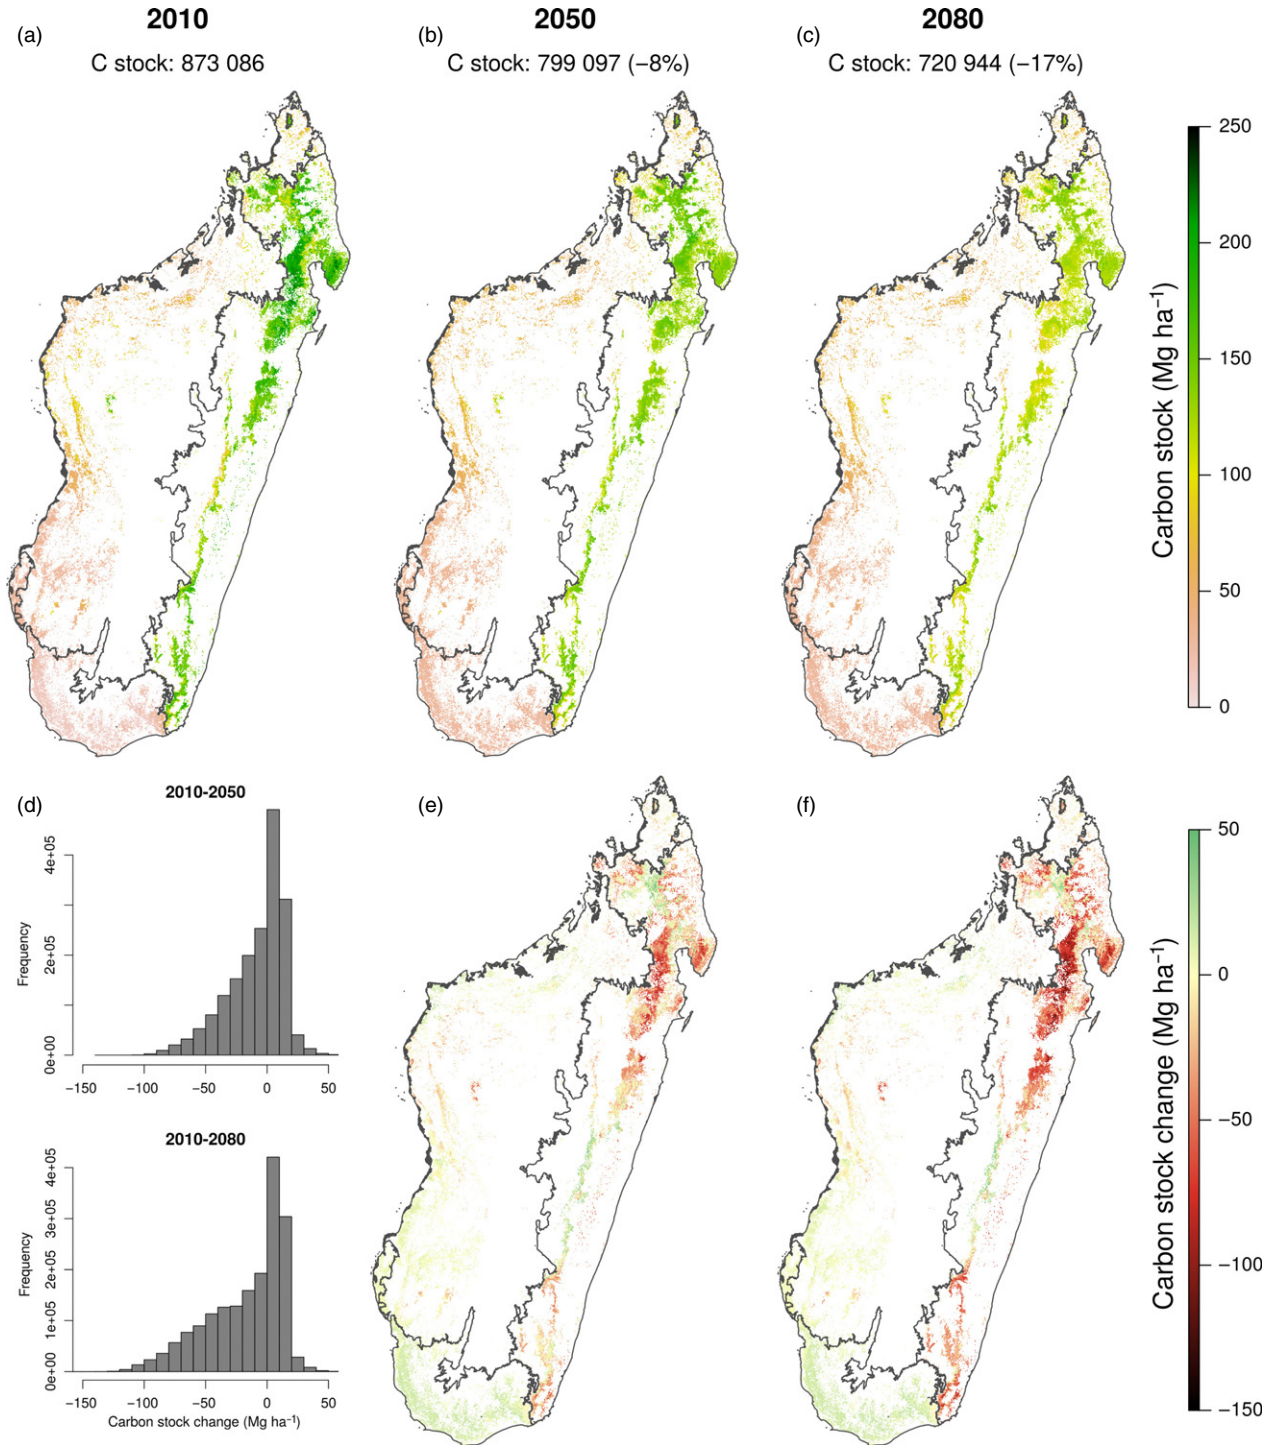 2010
2050
2080
(a)
(b)
(c)
C stock: 873 086
C stock: 799 097 (−8%)
C stock: 720 944 (−17%)
250
200
150
100
50
0
Carbon stock (Mg ha⁻¹)
(d)
2010-2050
Frequency
4e+05
2e+05
0e+00
−150
−100
−50
0
50
2010-2080
Frequency
4e+05
3e+05
2e+05
1e+05
0e+00
−150
−100
−50
0
50
Carbon stock change (Mg ha⁻¹)
(e)
(f)
50
0
−50
−100
−150
Carbon stock change (Mg ha⁻¹)